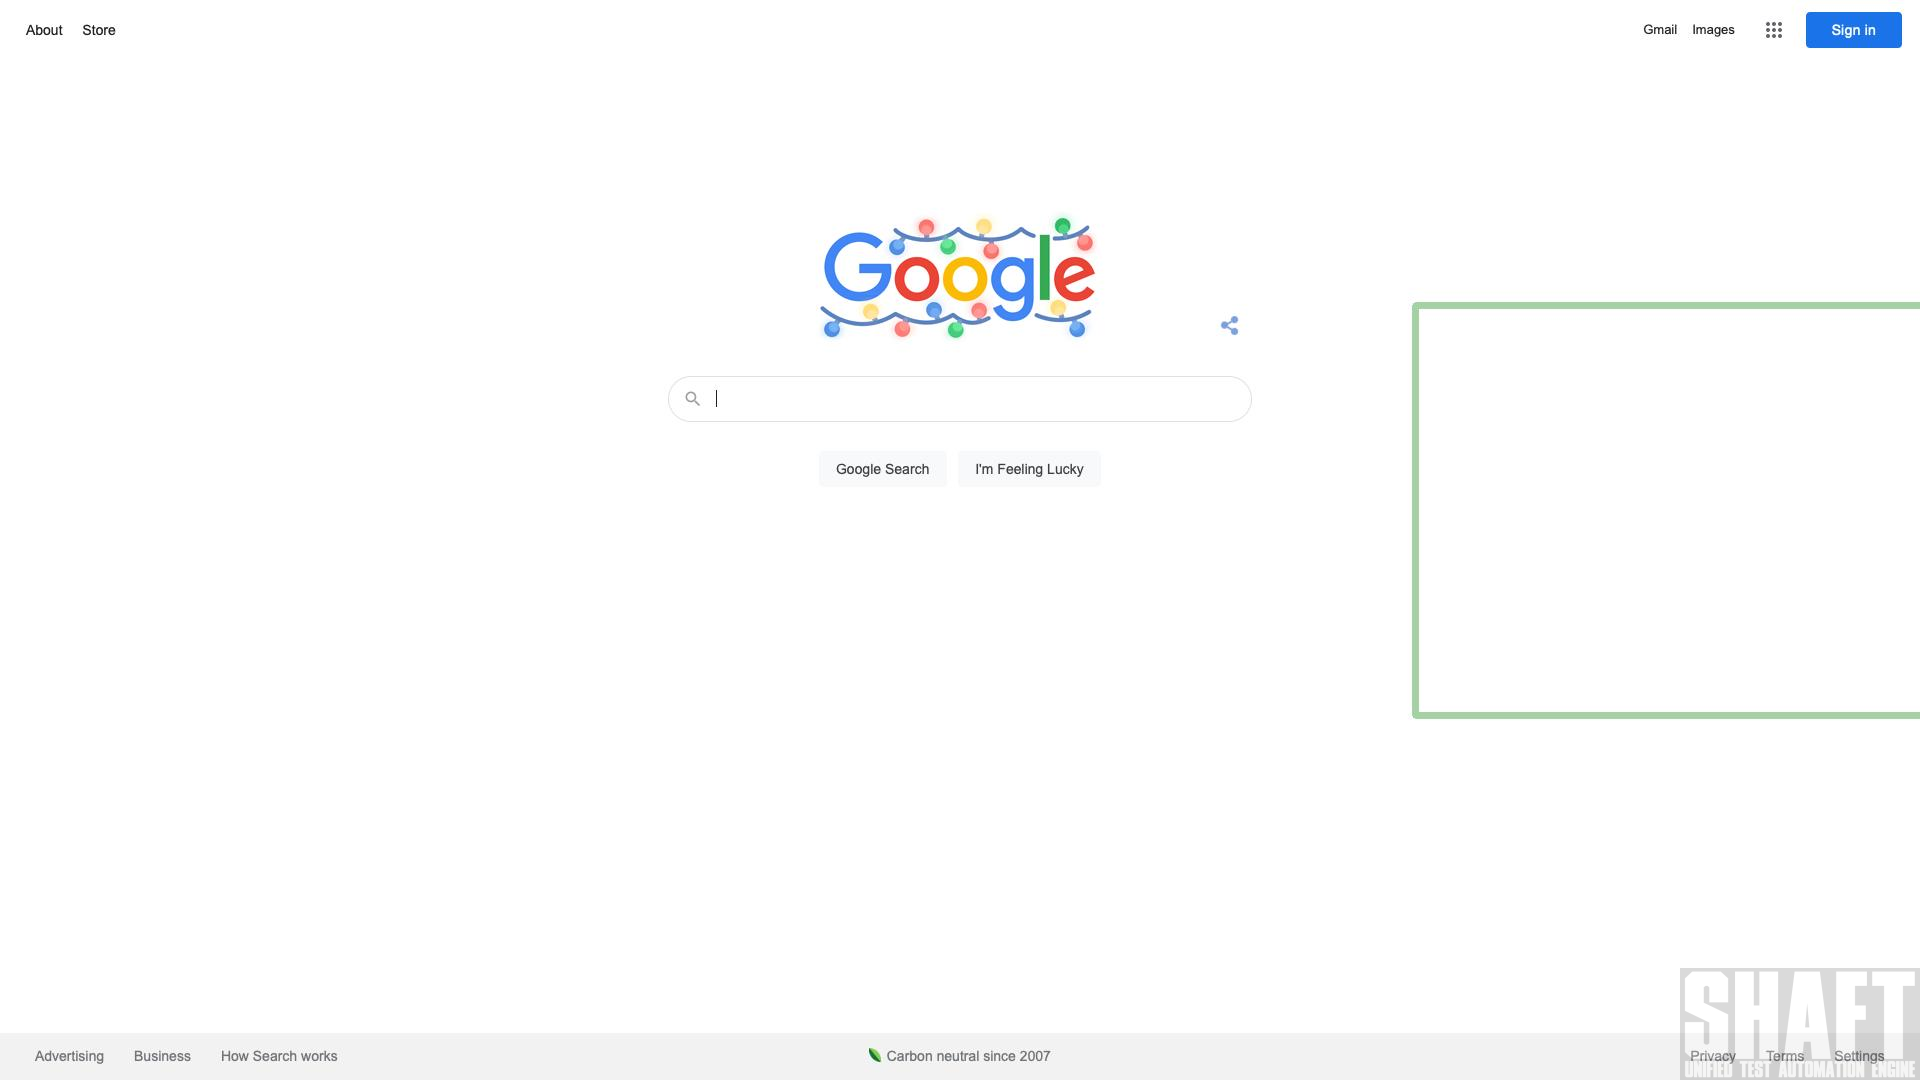 About Store
Gmail Images Sign in
Google
Google Search I'm Feeling Lucky
Advertising Business How Search works
Carbon neutral since 2007
Privacy Terms Settings
SHAFT
UNIFIED TEST AUTOMATION ENGINE